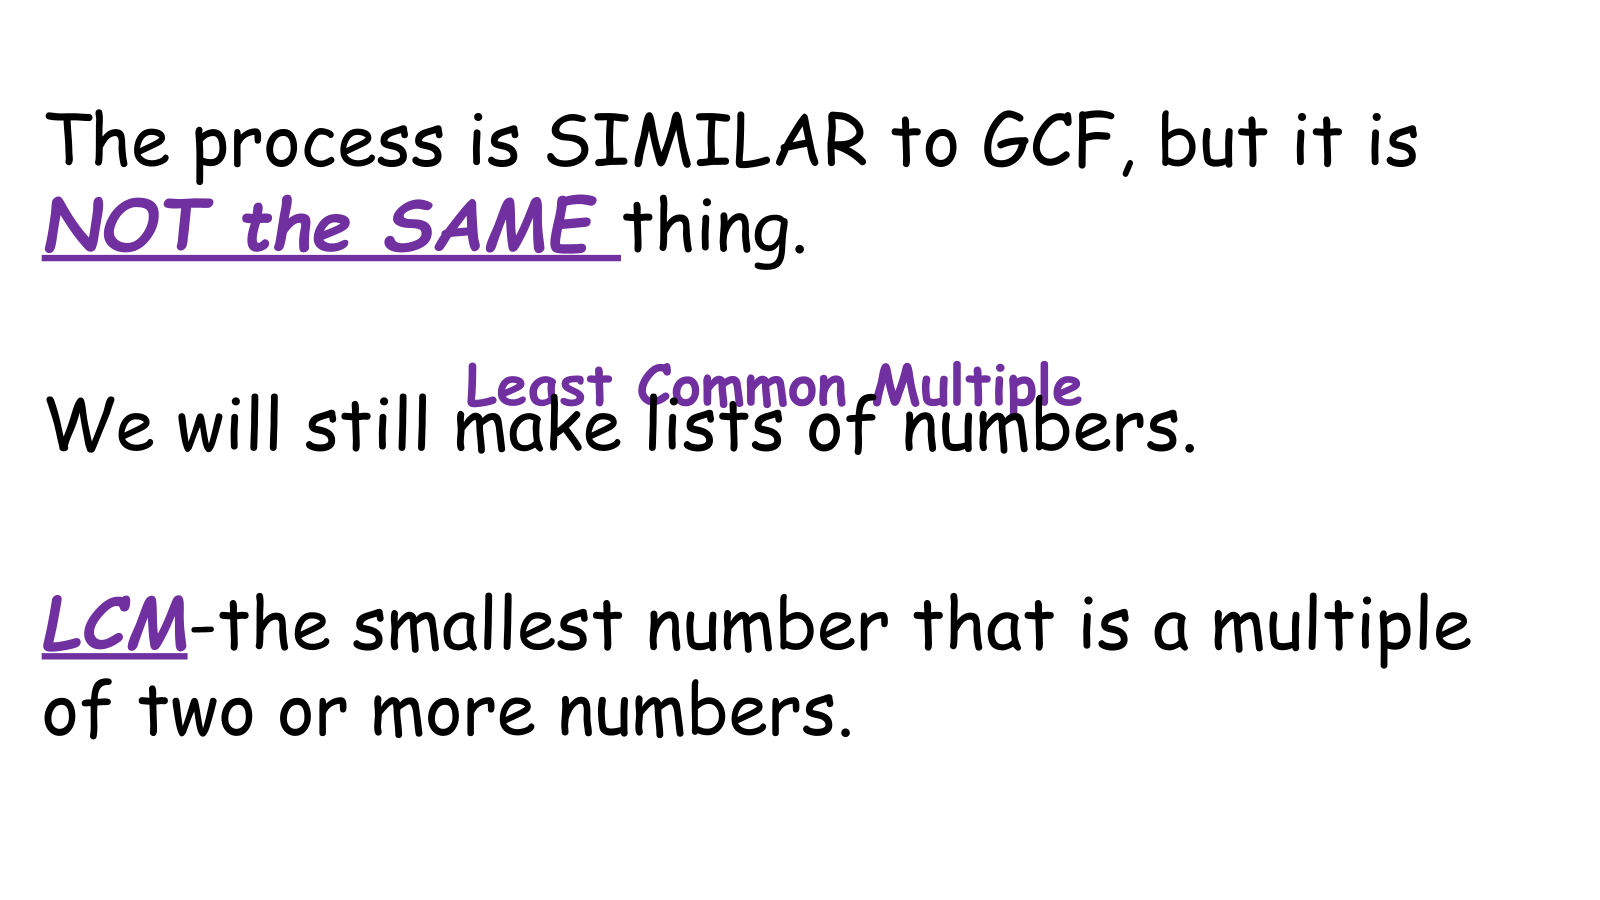 The process is SIMILAR to GCF, but it is
NOT the SAME thing.
Least Common Multiple
We will still make lists of numbers.
LCM-the smallest number that is a multiple
of two or more numbers.